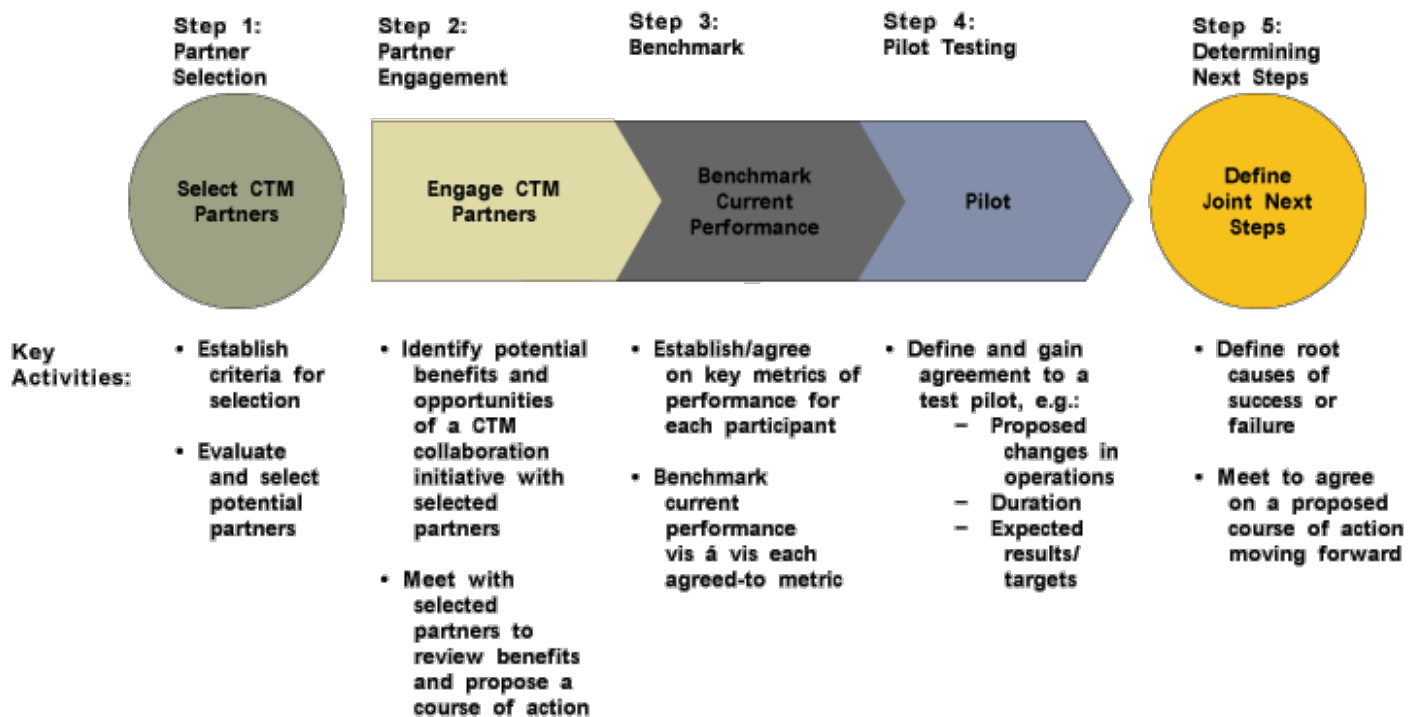 Step 1:
Partner
Selection
Step 2:
Partner
Engagement
Step 3:
Benchmark
Step 4:
Pilot Testing
Step 5:
Determining
Next Steps
Select CTM
Partners
Engage CTM
Partners
Benchmark
Current
Performance
Pilot
Define
Joint Next
Steps
Key
Activities:
• Establish
criteria for
selection
• Evaluate
and select
potential
partners
• Identify potential
benefits and
opportunities
of a CTM
collaboration
initiative with
selected
partners
• Meet with
selected
partners to
review benefits
and propose a
course of action
• Establish/agree
on key metrics of
performance for
each participant
• Benchmark
current
performance
vis á vis each
agreed-to metric
• Define and gain
agreement to a
test pilot, e.g.:
– Proposed
changes in
operations
– Duration
– Expected
results/
targets
• Define root
causes of
success or
failure
• Meet to agree
on a proposed
course of action
moving forward